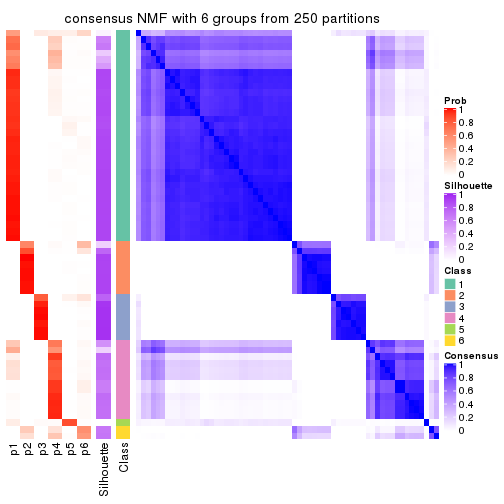 consensus NMF with 6 groups from 250 partitions
Prob
1
0.8
0.6
0.4
0.2
0
Silhouette
1
0.8
0.6
0.4
0.2
0
Class
1
2
3
4
5
6
Consensus
1
0.8
0.6
0.4
0.2
0
p1
p2
p3
p4
p5
p6
Silhouette
Class